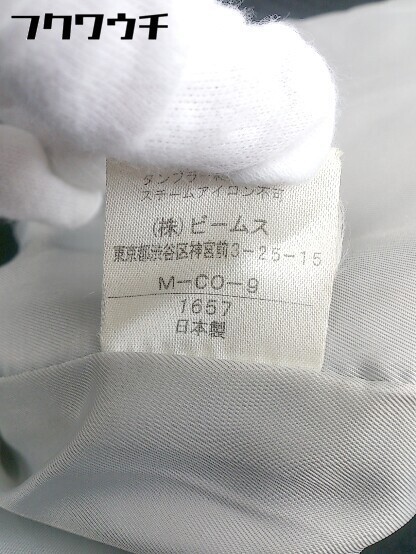 フクワウチ
タンブラー
スチームアイロン不可
(株)ビームス
東京都渋谷区神宮前3-25-15
M-CO-9
1657
日本製